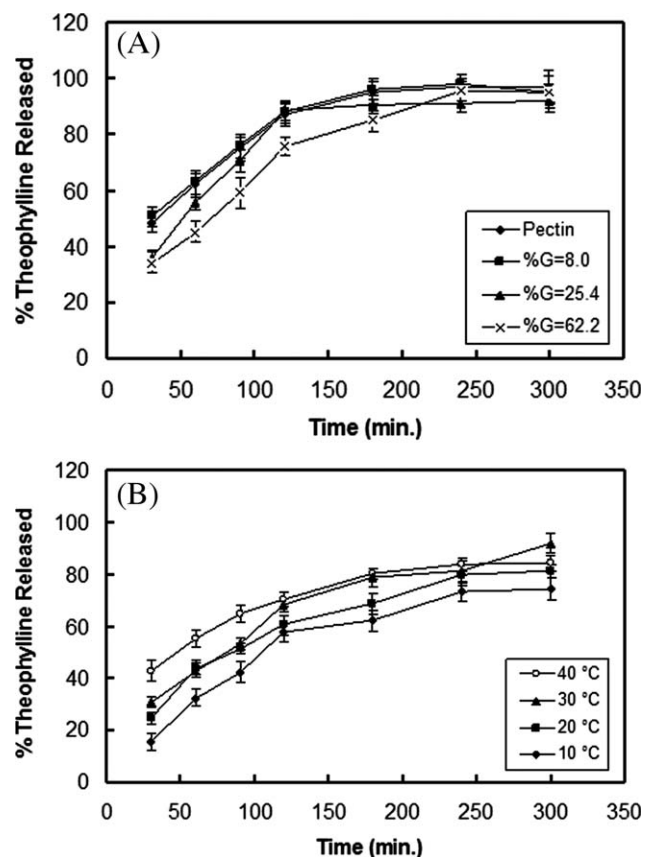 (A)
120
100
80
60
40
20
0
% Theophylline Released
Pectin
%G=8.0
%G=25.4
%G=62.2
0 50 100 150 200 250 300 350
Time (min.)
(B)
120
100
80
60
40
20
0
% Theophylline Released
40 °C
30 °C
20 °C
10 °C
0 50 100 150 200 250 300 350
Time (min.)